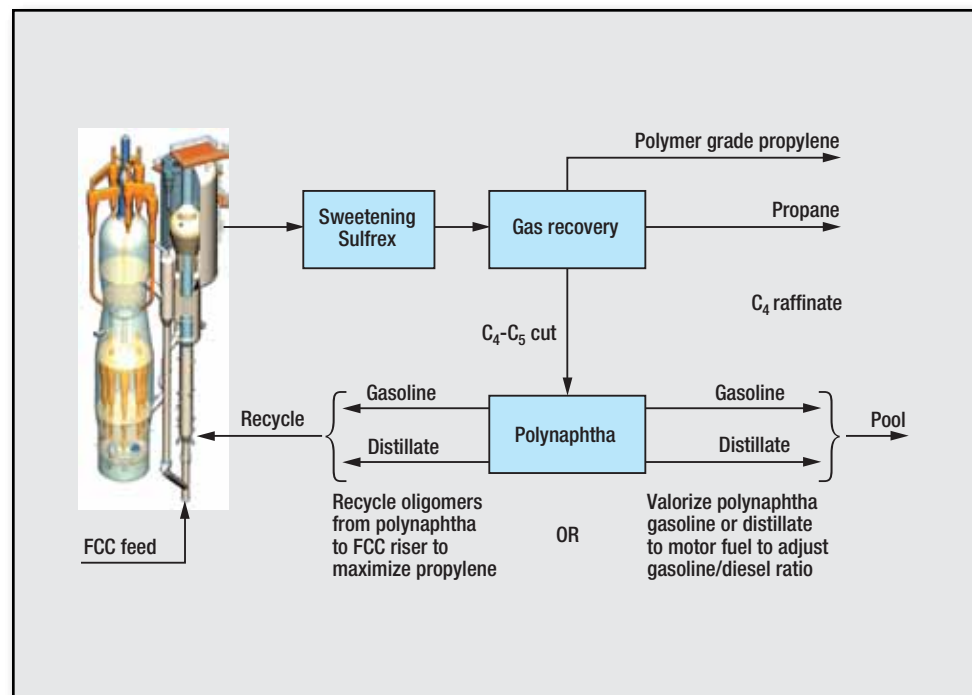 Polymer grade propylene
Sweetening
Sulfrex
Gas recovery
Propane
C₄ raffinate
C₄-C₅ cut
Gasoline
Gasoline
Recycle
Polynaphtha
Pool
Distillate
Distillate
Recycle oligomers
from polynaphtha
to FCC riser to
maximize propylene
OR
Valorize polynaphtha
gasoline or distillate
to motor fuel to adjust
gasoline/diesel ratio
FCC feed